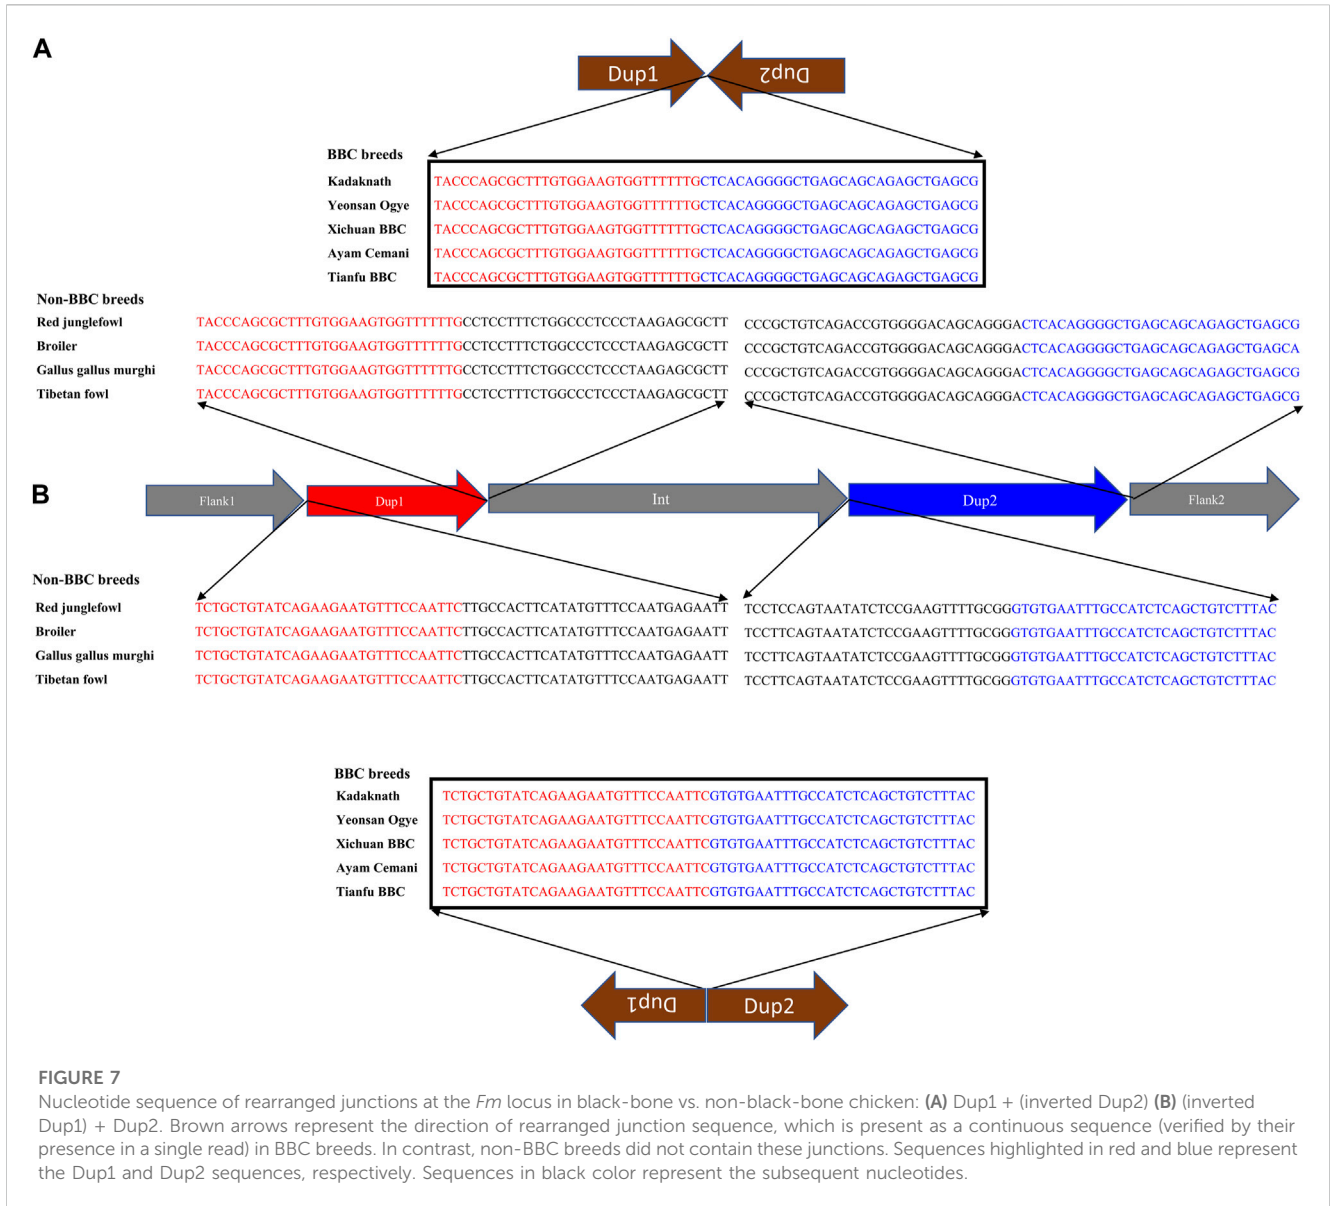 A
Dup1
Dup2
BBC breeds
Kadaknath TACCCAGCGCTTTGTGGAAGTGGTTTTTTGCTCACAGGGGCTGAGCAGCAGAGCTGAGCG
Yeonsan Ogye TACCCAGCGCTTTGTGGAAGTGGTTTTTTGCTCACAGGGGCTGAGCAGCAGAGCTGAGCG
Xichuan BBC TACCCAGCGCTTTGTGGAAGTGGTTTTTTGCTCACAGGGGCTGAGCAGCAGAGCTGAGCG
Ayam Cemani TACCCAGCGCTTTGTGGAAGTGGTTTTTTGCTCACAGGGGCTGAGCAGCAGAGCTGAGCG
Tianfu BBC TACCCAGCGCTTTGTGGAAGTGGTTTTTTGCTCACAGGGGCTGAGCAGCAGAGCTGAGCG
Non-BBC breeds
Red junglefowl TACCCAGCGCTTTGTGGAAGTGGTTTTTTGCCTCCTTTCTGGCCCTCCCTAAGAGCGCTT CCCGCTGTCAGACCGTGGGGACAGCAGGGACTCACAGGGGCTGAGCAGCAGAGCTGAGCG
Broiler TACCCAGCGCTTTGTGGAAGTGGTTTTTTGCCTCCTTTCTGGCCCTCCCTAAGAGCGCTT CCCGCTGTCAGACCGTGGGGACAGCAGGGACTCACAGGGGCTGAGCAGCAGAGCTGAGCA
Gallus gallus murghi TACCCAGCGCTTTGTGGAAGTGGTTTTTTGCCTCCTTTCTGGCCCTCCCTAAGAGCGCTT CCCGCTGTCAGACCGTGGGGACAGCAGGGACTCACAGGGGCTGAGCAGCAGAGCTGAGCG
Tibetan fowl TACCCAGCGCTTTGTGGAAGTGGTTTTTTGCCTCCTTTCTGGCCCTCCCTAAGAGCGCTT CCCGCTGTCAGACCGTGGGGACAGCAGGGACTCACAGGGGCTGAGCAGCAGAGCTGAGCG
B
Flank1
Dup1
Int
Dup2
Flank2
Non-BBC breeds
Red junglefowl TCTGCTGTATCAGAAGAATGTTTCCAATTCTTGCCACTTCATATGTTTCCAATGAGAATT TCCTCCAGTAATATCTCCGAAGTTTTGCGGGTGTGAATTTGCCATCTCAGCTGTCTTTAC
Broiler TCTGCTGTATCAGAAGAATGTTTCCAATTCTTGCCACTTCATATGTTTCCAATGAGAATT TCCTTCAGTAATATCTCCGAAGTTTTGCGGGTGTGAATTTGCCATCTCAGCTGTCTTTAC
Gallus gallus murghi TCTGCTGTATCAGAAGAATGTTTCCAATTCTTGCCACTTCATATGTTTCCAATGAGAATT TCCTTCAGTAATATCTCCGAAGTTTTGCGGGTGTGAATTTGCCATCTCAGCTGTCTTTAC
Tibetan fowl TCTGCTGTATCAGAAGAATGTTTCCAATTCTTGCCACTTCATATGTTTCCAATGAGAATT TCCTTCAGTAATATCTCCGAAGTTTTGCGGGTGTGAATTTGCCATCTCAGCTGTCTTTAC
BBC breeds
Kadaknath TCTGCTGTATCAGAAGAATGTTTCCAATTCGTGTGAATTTGCCATCTCAGCTGTCTTTAC
Yeonsan Ogye TCTGCTGTATCAGAAGAATGTTTCCAATTCGTGTGAATTTGCCATCTCAGCTGTCTTTAC
Xichuan BBC TCTGCTGTATCAGAAGAATGTTTCCAATTCGTGTGAATTTGCCATCTCAGCTGTCTTTAC
Ayam Cemani TCTGCTGTATCAGAAGAATGTTTCCAATTCGTGTGAATTTGCCATCTCAGCTGTCTTTAC
Tianfu BBC TCTGCTGTATCAGAAGAATGTTTCCAATTCGTGTGAATTTGCCATCTCAGCTGTCTTTAC
Dup1
Dup2
FIGURE 7
Nucleotide sequence of rearranged junctions at the Fm locus in black-bone vs. non-black-bone chicken: (A) Dup1 + (inverted Dup2) (B) (inverted
Dup1) + Dup2. Brown arrows represent the direction of rearranged junction sequence, which is present as a continuous sequence (verified by their
presence in a single read) in BBC breeds. In contrast, non-BBC breeds did not contain these junctions. Sequences highlighted in red and blue represent
the Dup1 and Dup2 sequences, respectively. Sequences in black color represent the subsequent nucleotides.